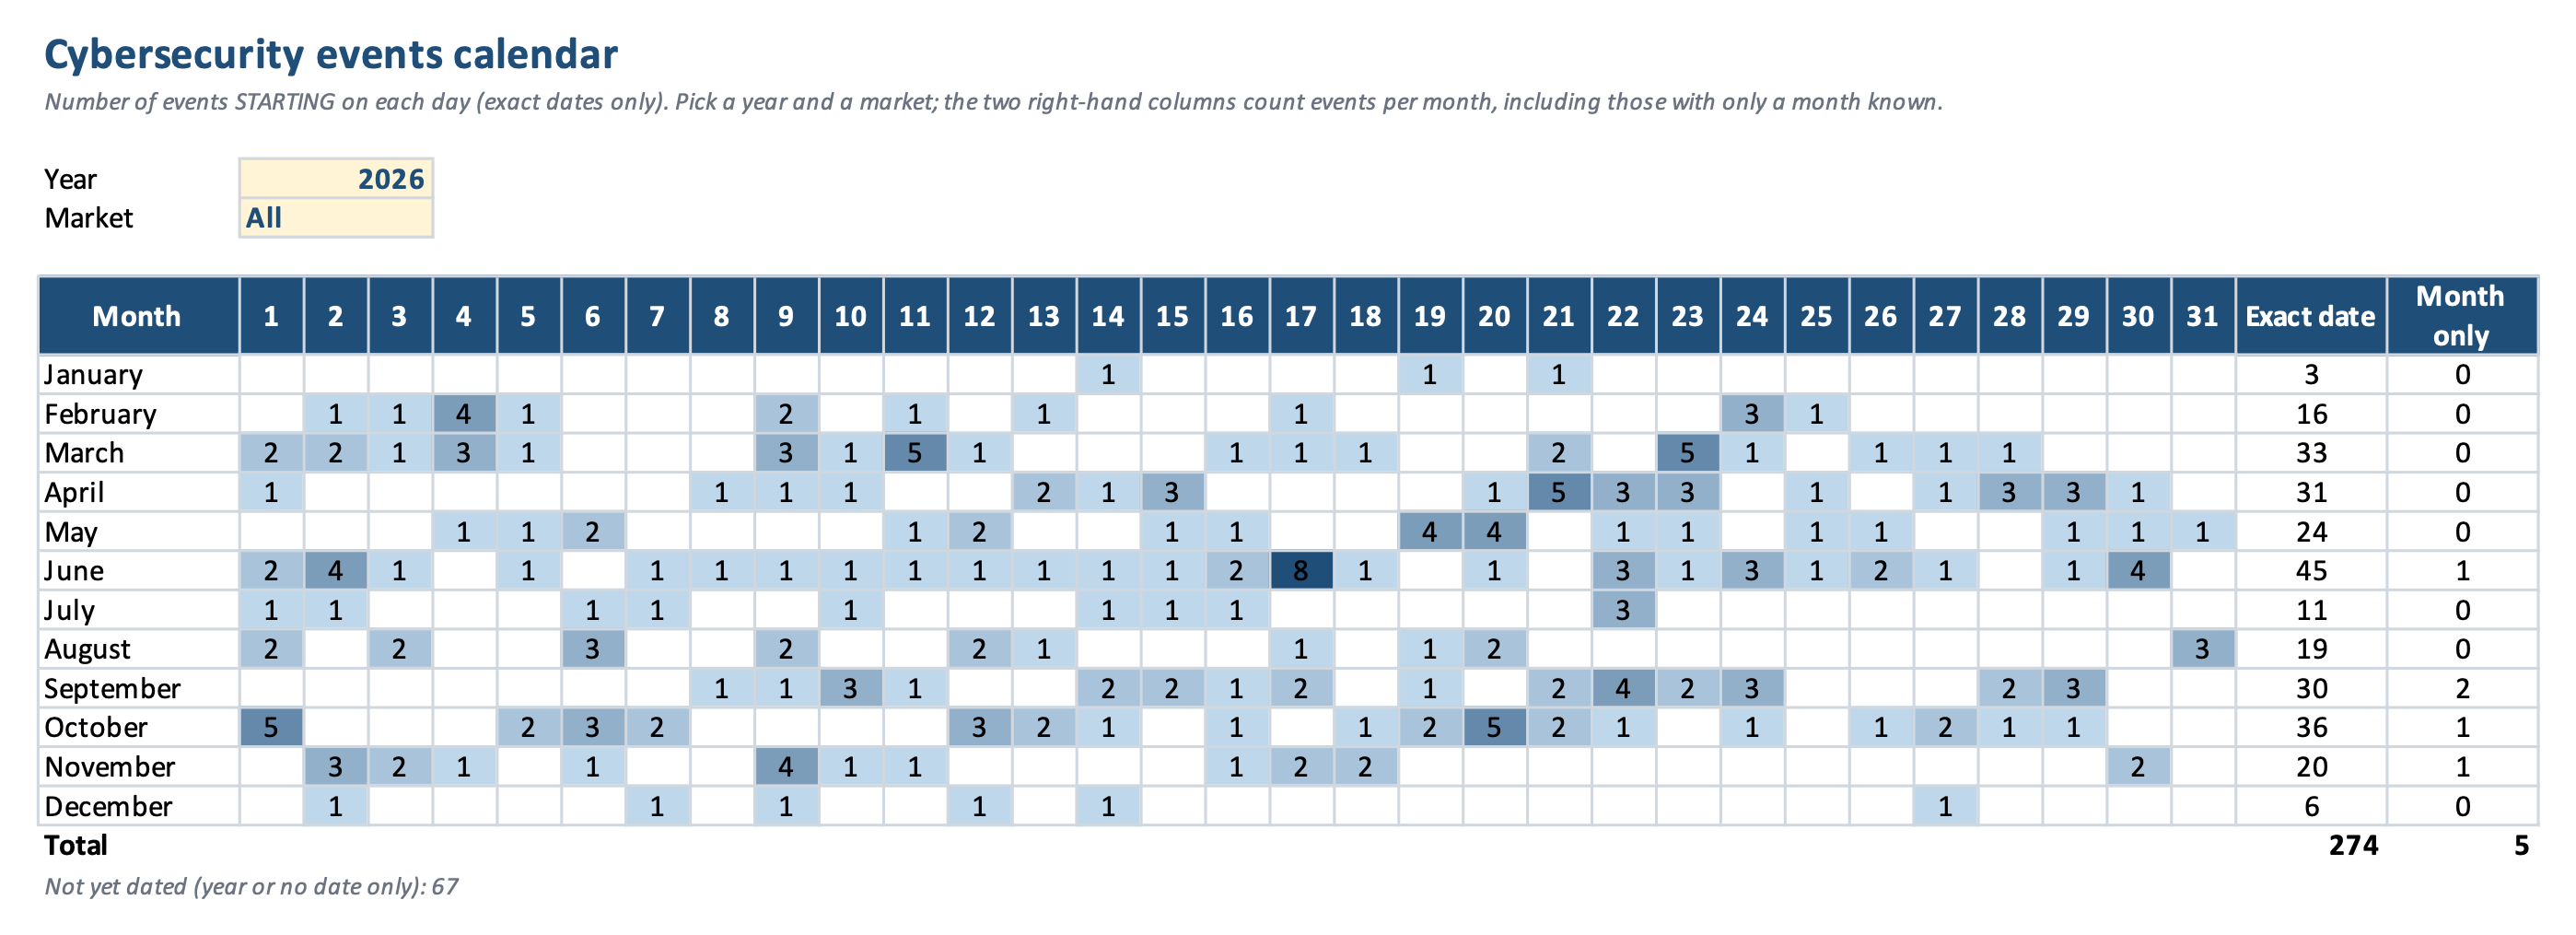 Cybersecurity events calendar
Number of events STARTING on each day (exact dates only). Pick a year and a market; the two right-hand columns count events per month, including those with only a month known.
Year 2026
Market All
Month 1 2 3 4 5 6 7 8 9 10 11 12 13 14 15 16 17 18 19 20 21 22 23 24 25 26 27 28 29 30 31 Exact date Month only
January 1 1 1 3 0
February 1 1 4 1 2 1 1 1 3 1 16 0
March 2 2 1 3 1 3 1 5 1 1 1 1 2 5 1 1 1 1 33 0
April 1 1 1 1 2 1 3 1 5 3 3 1 1 3 3 1 31 0
May 1 1 2 1 2 1 1 4 4 1 1 1 1 1 1 1 24 0
June 2 4 1 1 1 1 1 1 1 1 1 1 1 2 8 1 1 3 1 3 1 2 1 1 4 45 1
July 1 1 1 1 1 1 1 1 3 11 0
August 2 2 3 2 2 1 1 1 2 3 19 0
September 1 1 3 1 2 2 1 2 1 2 4 2 3 2 3 30 2
October 5 2 3 2 3 2 1 1 1 2 5 2 1 1 1 2 1 1 36 1
November 3 2 1 1 4 1 1 1 2 2 2 20 1
December 1 1 1 1 1 1 6 0
Total 274 5
Not yet dated (year or no date only): 67